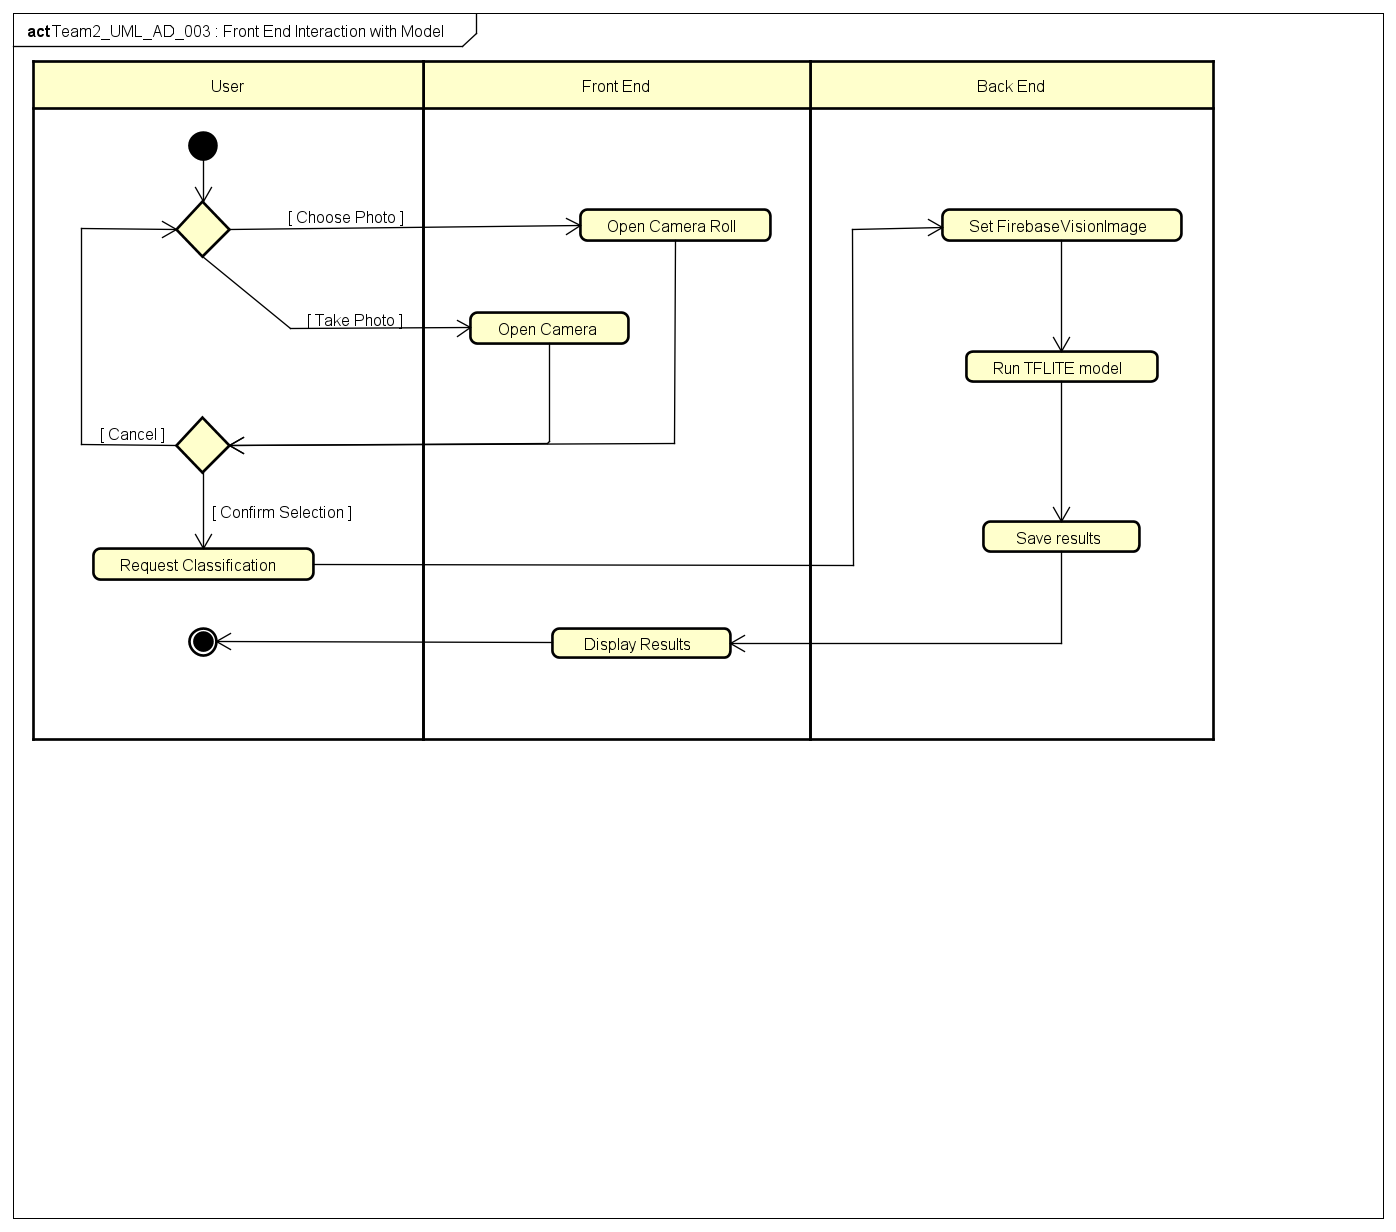 act Team2_UML_AD_003 : Front End Interaction with Model
User
Front End
Back End
[ Choose Photo ]
Open Camera Roll
Set FirebaseVisionImage
[ Take Photo ]
Open Camera
Run TFLITE model
[ Cancel ]
[ Confirm Selection ]
Save results
Request Classification
Display Results